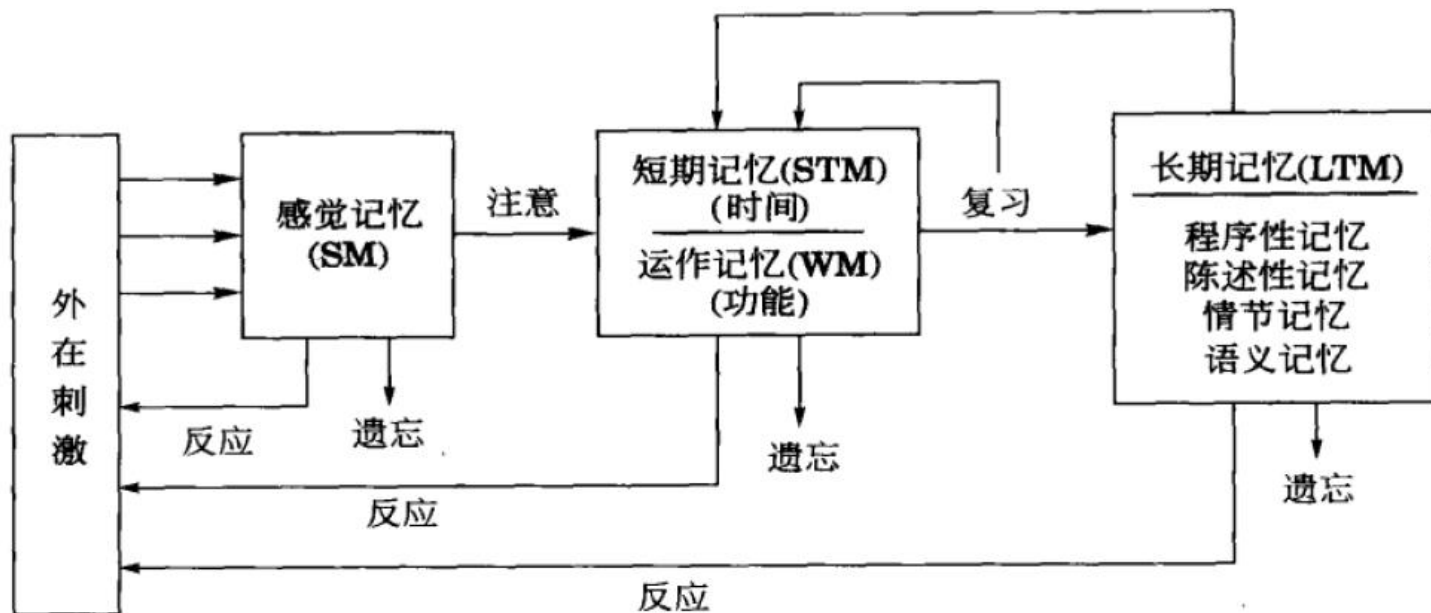 外在刺激
感觉记忆
(SM)
注意
短期记忆(STM)
(时间)
运作记忆(WM)
(功能)
复习
长期记忆(LTM)
程序性记忆
陈述性记忆
情节记忆
语义记忆
反应
遗忘
反应
遗忘
反应
遗忘